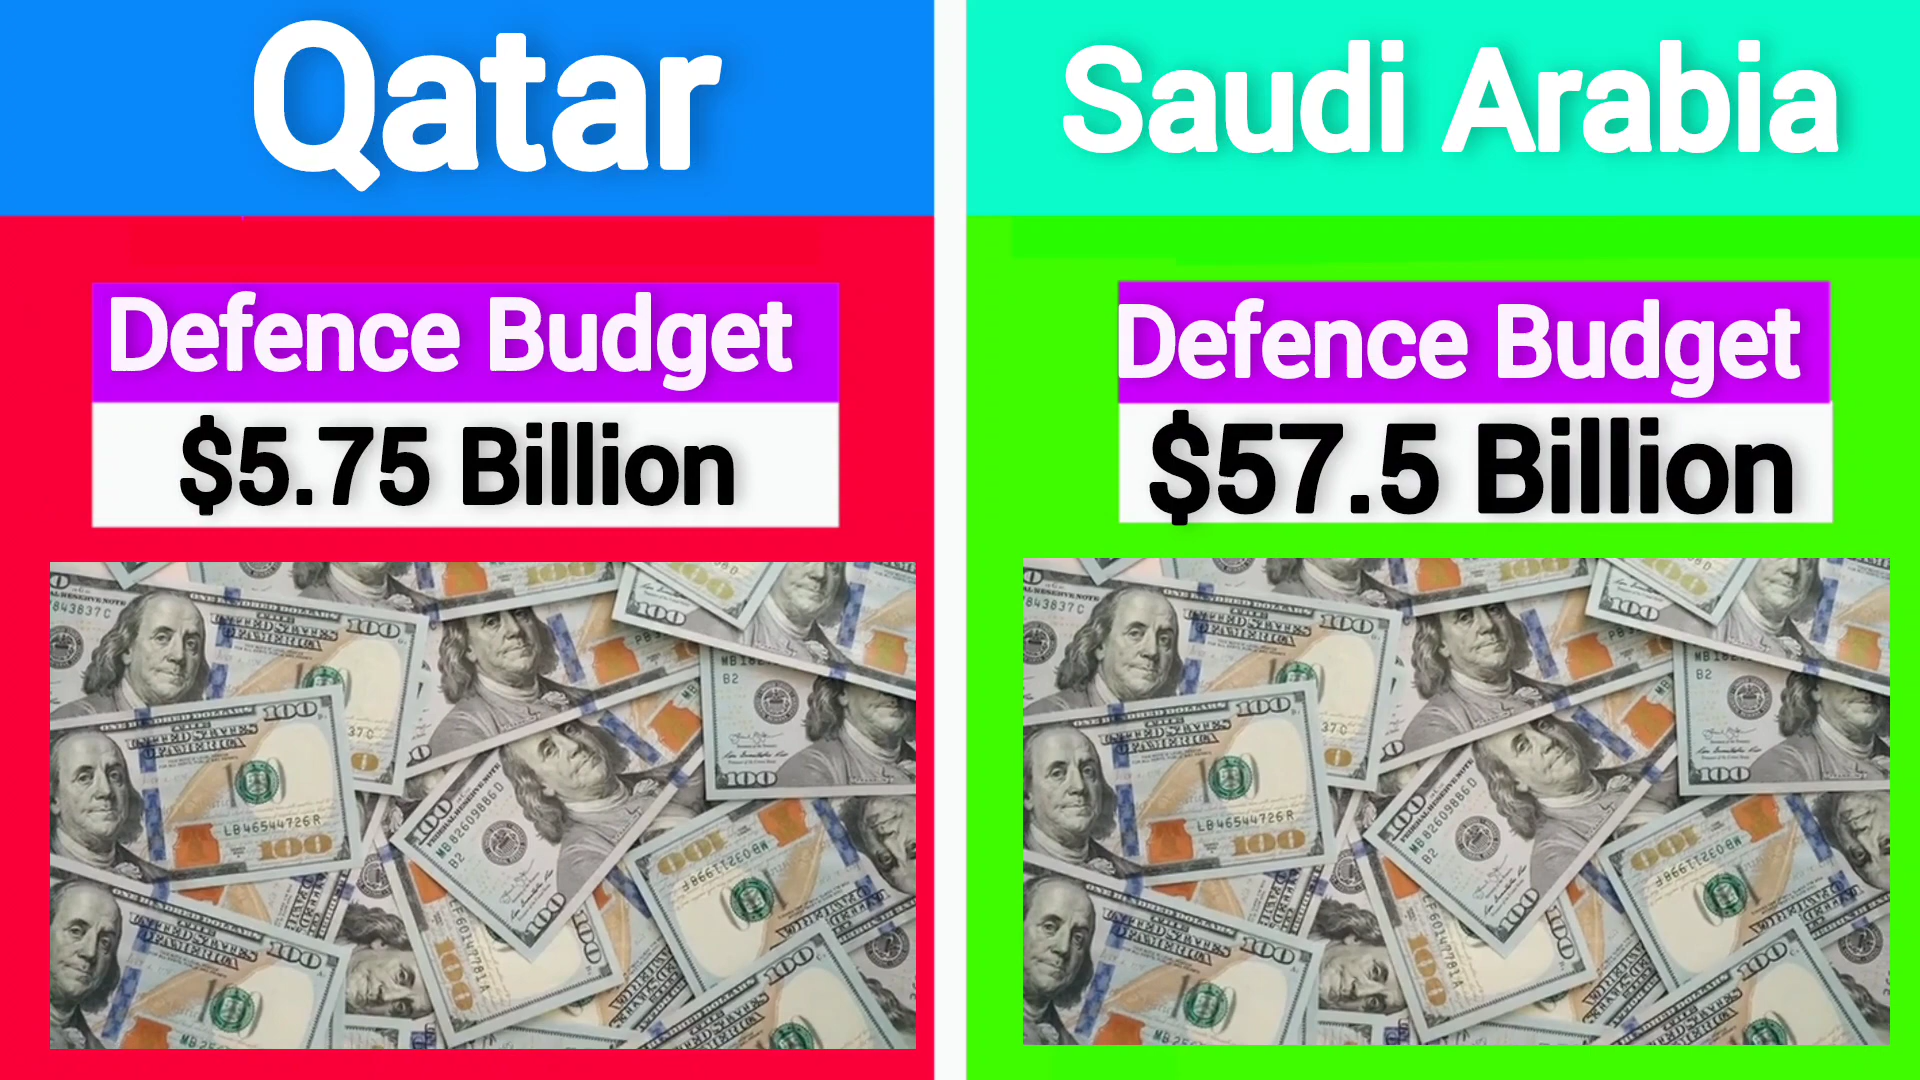 Qatar
Defence Budget
$5.75 Billion
Saudi Arabia
Defence Budget
$57.5 Billion